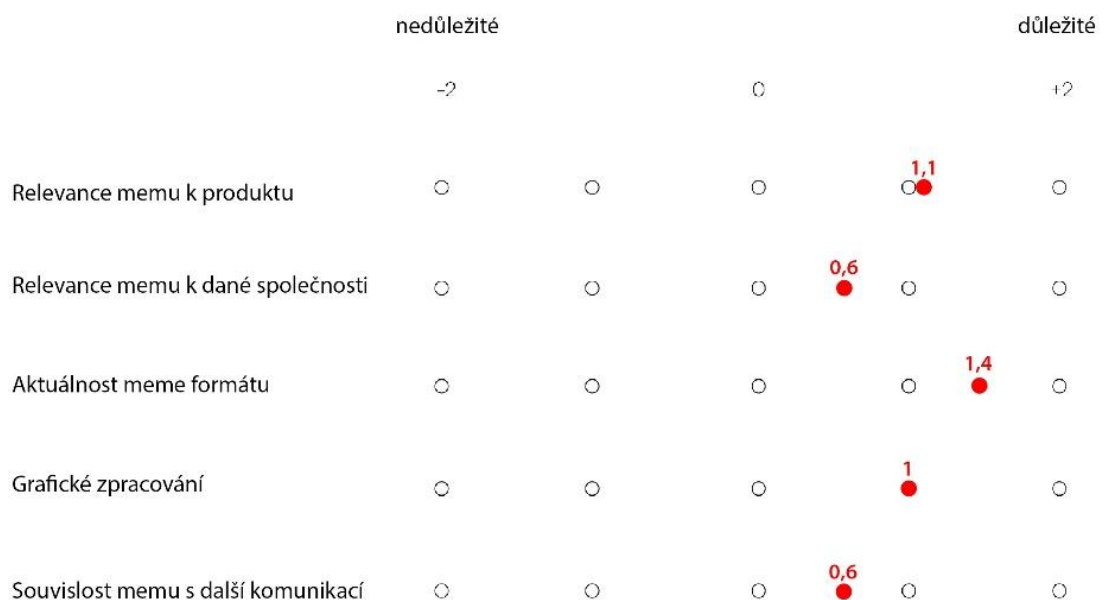 nedůležité důležité
-2 0 +2
1,1
Relevance memu k produktu
0,6
Relevance memu k dané společnosti
1,4
Aktuálnost meme formátu
1
Grafické zpracování
0,6
Souvislost memu s další komunikací